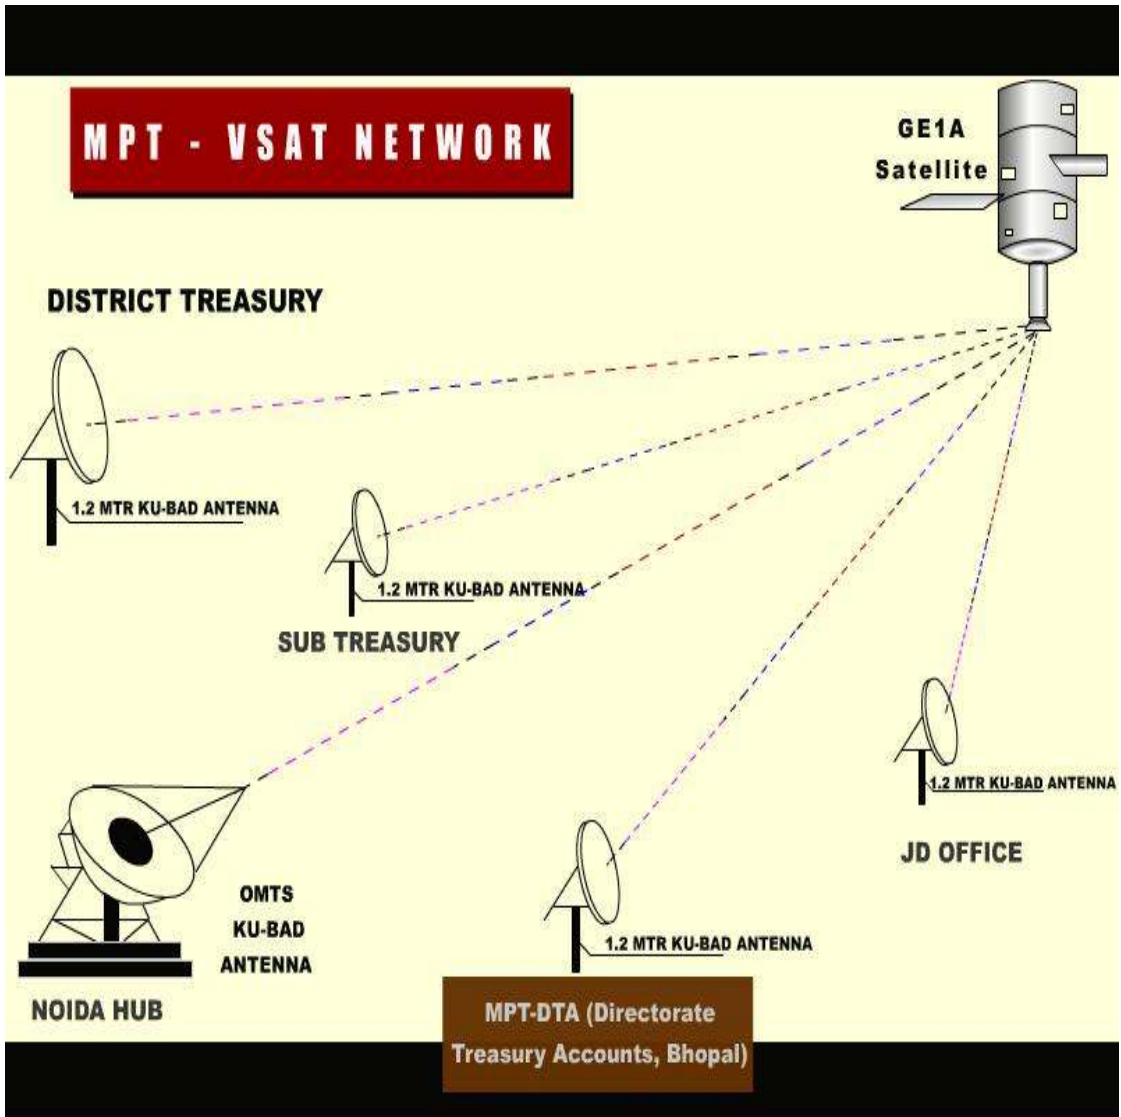 MPT - VSAT NETWORK
GE1A
Satellite
DISTRICT TREASURY
1.2 MTR KU-BAD ANTENNA
1.2 MTR KU-BAD ANTENNA
SUB TREASURY
1.2 MTR KU-BAD ANTENNA
JD OFFICE
OMTS
KU-BAD
ANTENNA
NOIDA HUB
1.2 MTR KU-BAD ANTENNA
MPT-DTA (Directorate
Treasury Accounts, Bhopal)